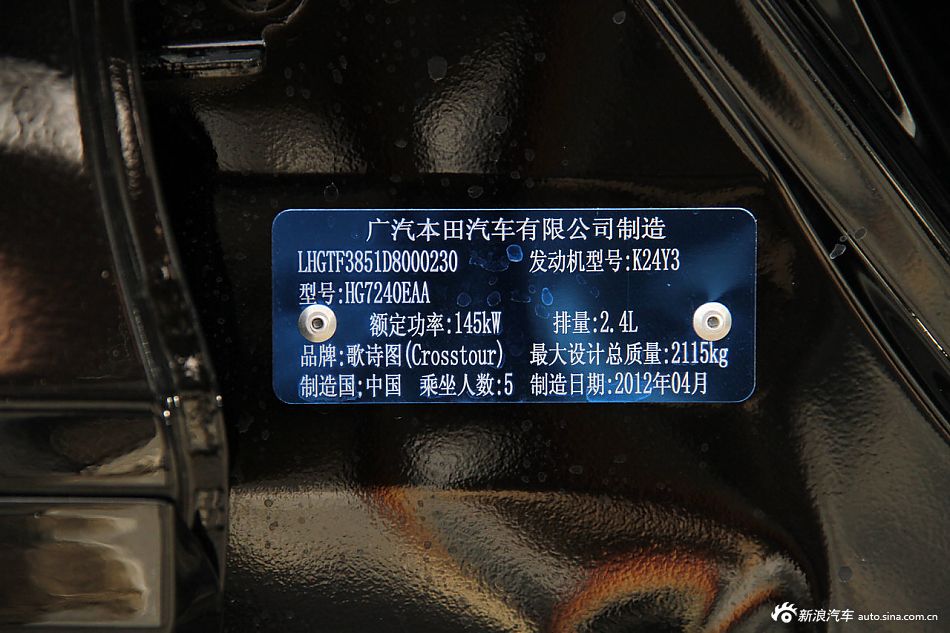 广汽本田汽车有限公司制造
LHGTF3851D8000230 发动机型号:K24Y3
型号:HG7240EAA
额定功率:145kW 排量:2.4L
品牌:歌诗图(Crosstour) 最大设计总质量:2115kg
制造国:中国 乘坐人数:5 制造日期:2012年04月
新浪汽车 auto.sina.com.cn